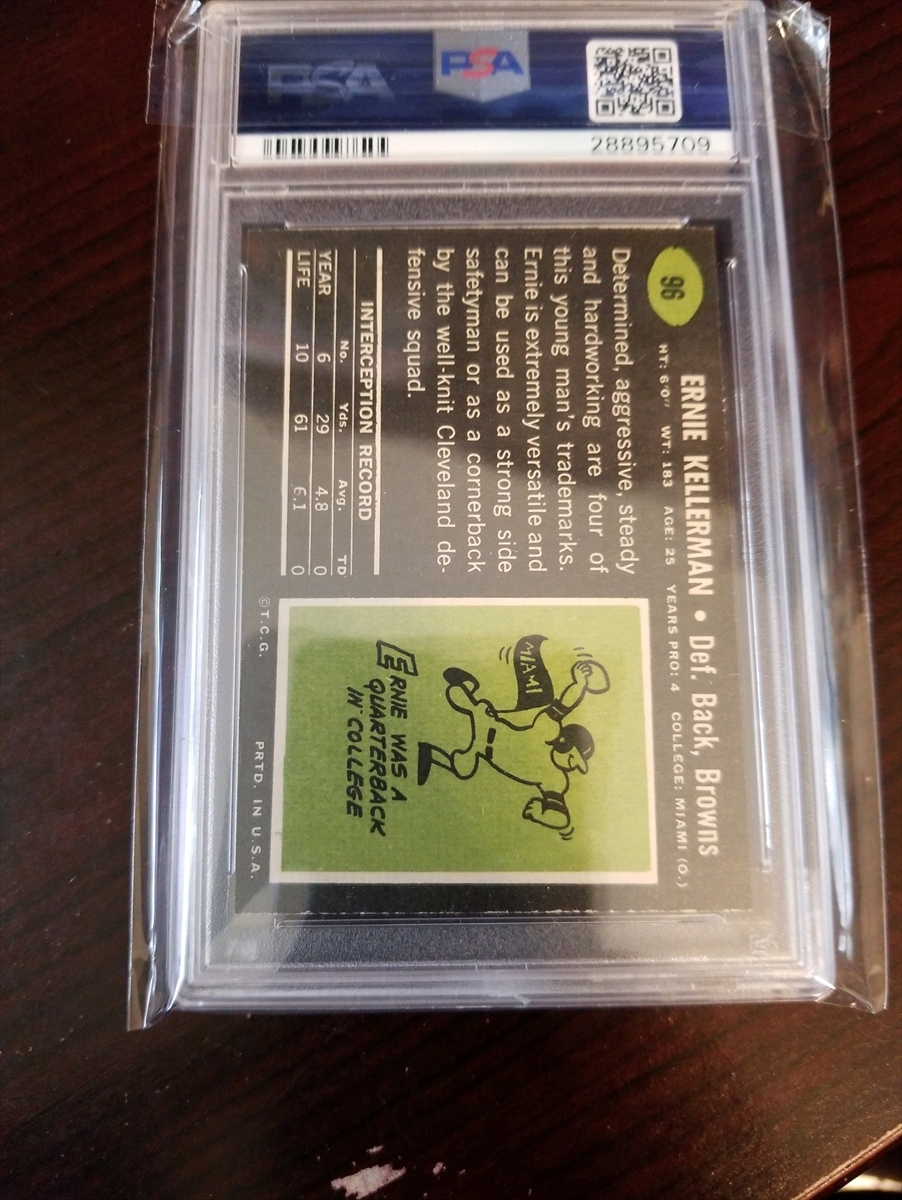 PSA
PSA
28895709
96
ERNIE KELLERMAN • Def. Back, Browns
HT: 6'0" WT: 183 AGE: 25 YEARS PRO: 4 COLLEGE: MIAMI (O.)
Determined, aggressive, steady
and hardworking are four of
this young man's trademarks.
Ernie is extremely versatile and
can be used as a strong side
safetyman or as a cornerback
by the well-knit Cleveland de-
fensive squad.
INTERCEPTION RECORD
No. Yds. Avg. TD
YEAR 6 29 4.8 0
LIFE 10 61 6.1 0
MIAMI
ERNIE WAS A
QUARTERBACK
IN COLLEGE
©T.C.G. PRTD. IN U.S.A.